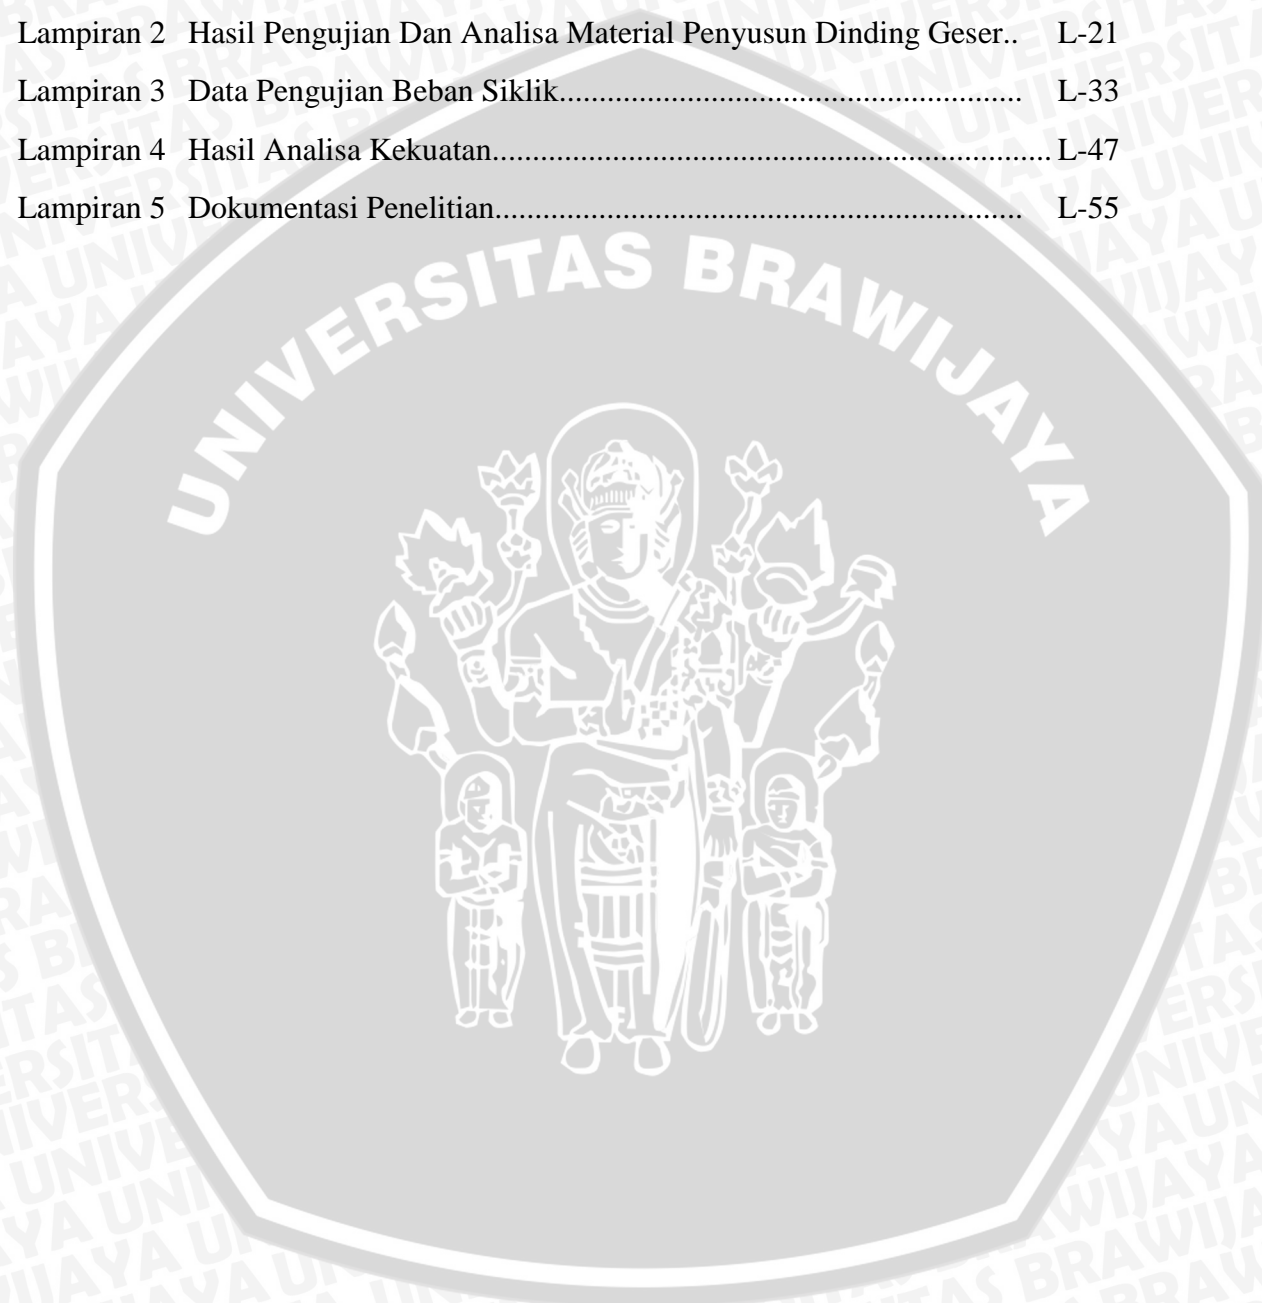 Lampiran 2 Hasil Pengujian Dan Analisa Material Penyusun Dinding Geser.. L-21
Lampiran 3 Data Pengujian Beban Siklik.......................................................... L-33
Lampiran 4 Hasil Analisa Kekuatan...................................................................... L-47
Lampiran 5 Dokumentasi Penelitian.................................................................. L-55
UNIVERSITAS BRAWIJAYA